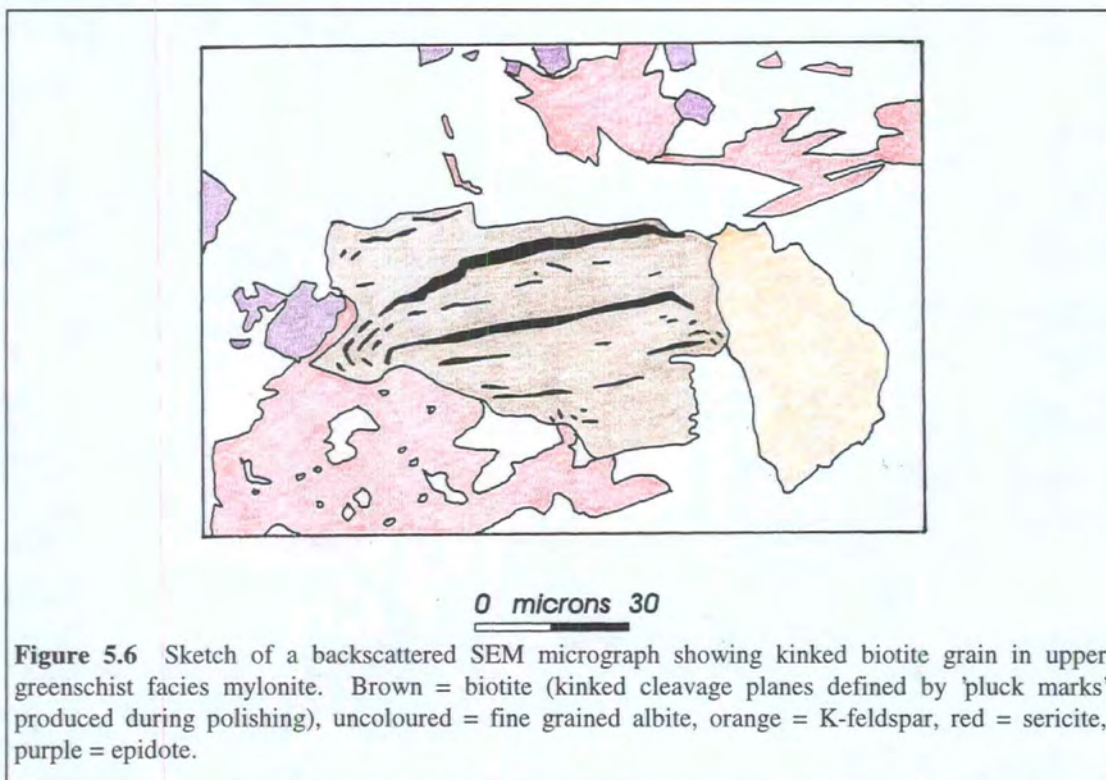 0 microns 30
Figure 5.6 Sketch of a backscattered SEM micrograph showing kinked biotite grain in upper
greenschist facies mylonite. Brown = biotite (kinked cleavage planes defined by 'pluck marks'
produced during polishing), uncoloured = fine grained albite, orange = K-feldspar, red = sericite,
purple = epidote.